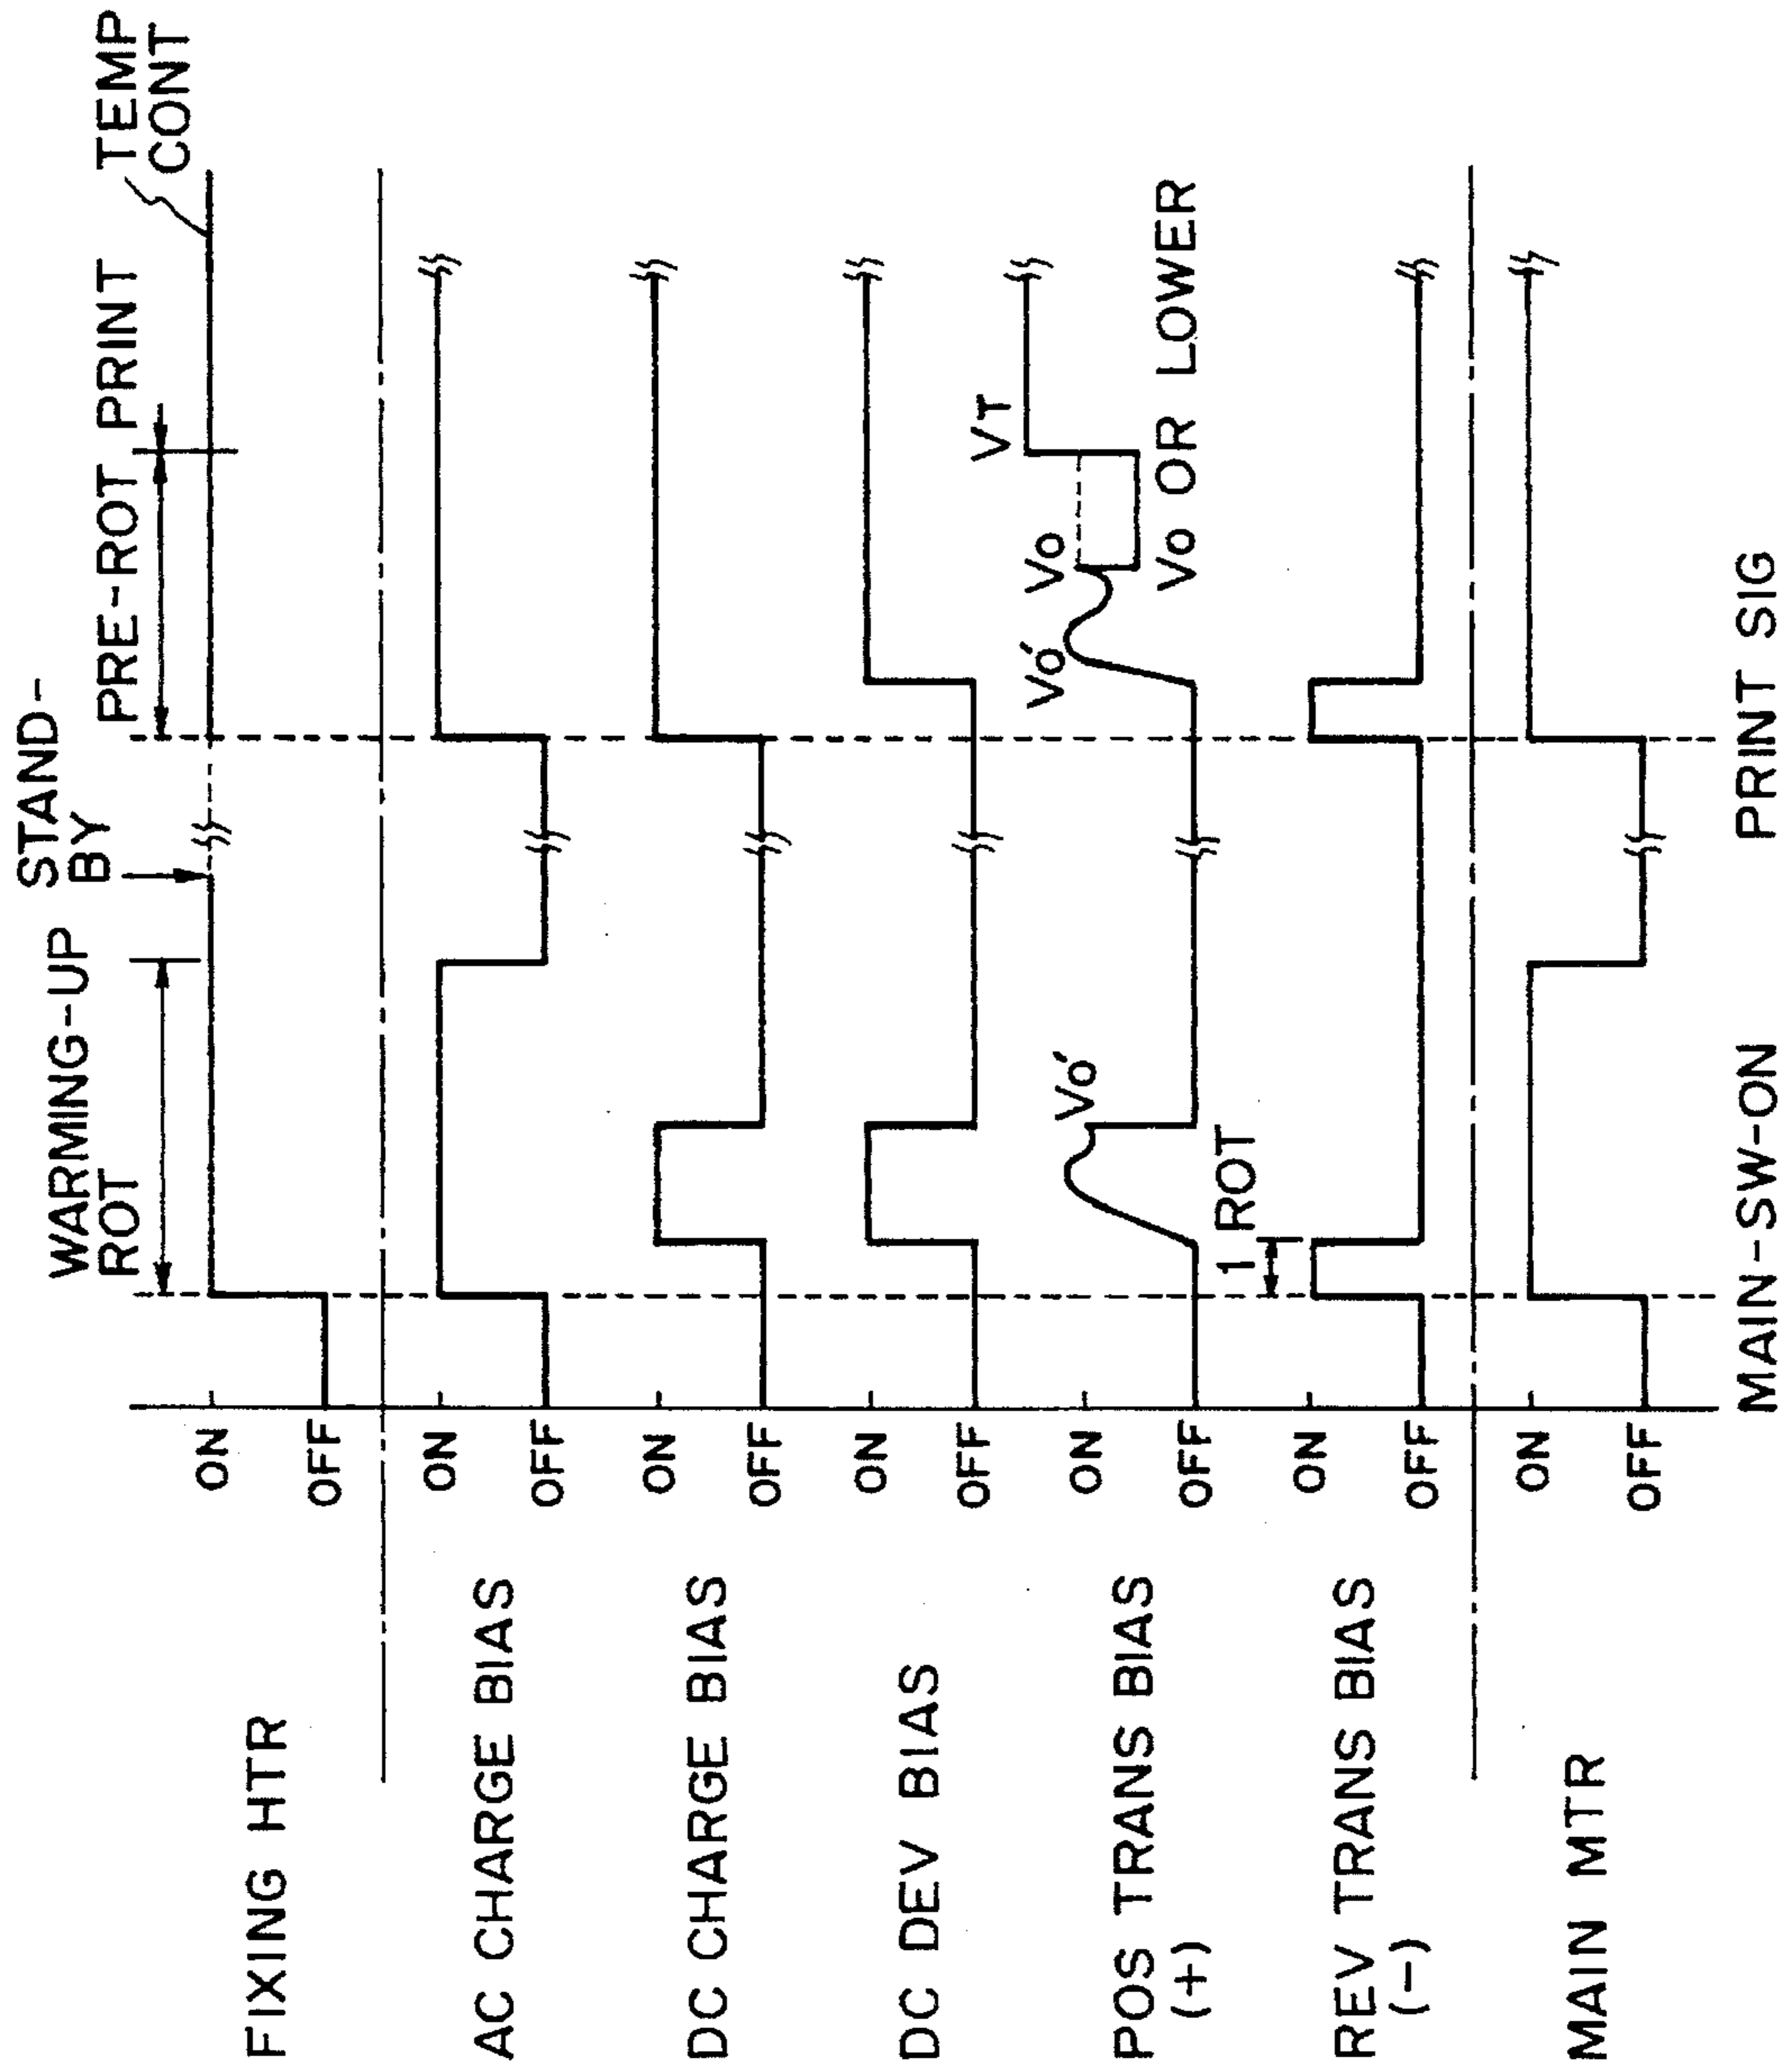 STAND-
BY
WARMING-UP
ROT
PRE-ROT PRINT
TEMP
CONT
FIXING HTR
ON
OFF
AC CHARGE BIAS
ON
OFF
DC CHARGE BIAS
ON
OFF
DC DEV BIAS
ON
OFF
POS TRANS BIAS
(+)
ON
OFF
Vo'
Vo'
Vo
VT
Vo OR LOWER
REV TRANS BIAS
(-)
ON
OFF
1 ROT
MAIN MTR
ON
OFF
MAIN-SW-ON
PRINT SIG